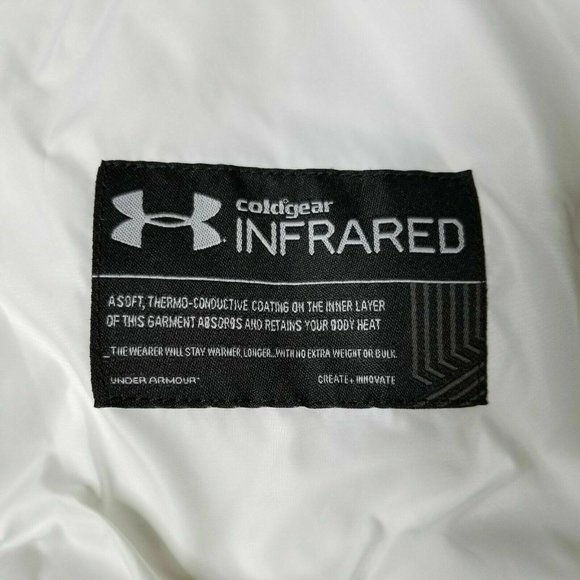 coldgear
INFRARED
A SOFT, THERMO-CONDUCTIVE COATING ON THE INNER LAYER
OF THIS GARMENT ABSORBS AND RETAINS YOUR BODY HEAT
_THE WEARER WILL STAY WARMER, LONGER...WITH NO EXTRA WEIGHT OR BULK.
UNDER ARMOUR™ CREATE + INNOVATE